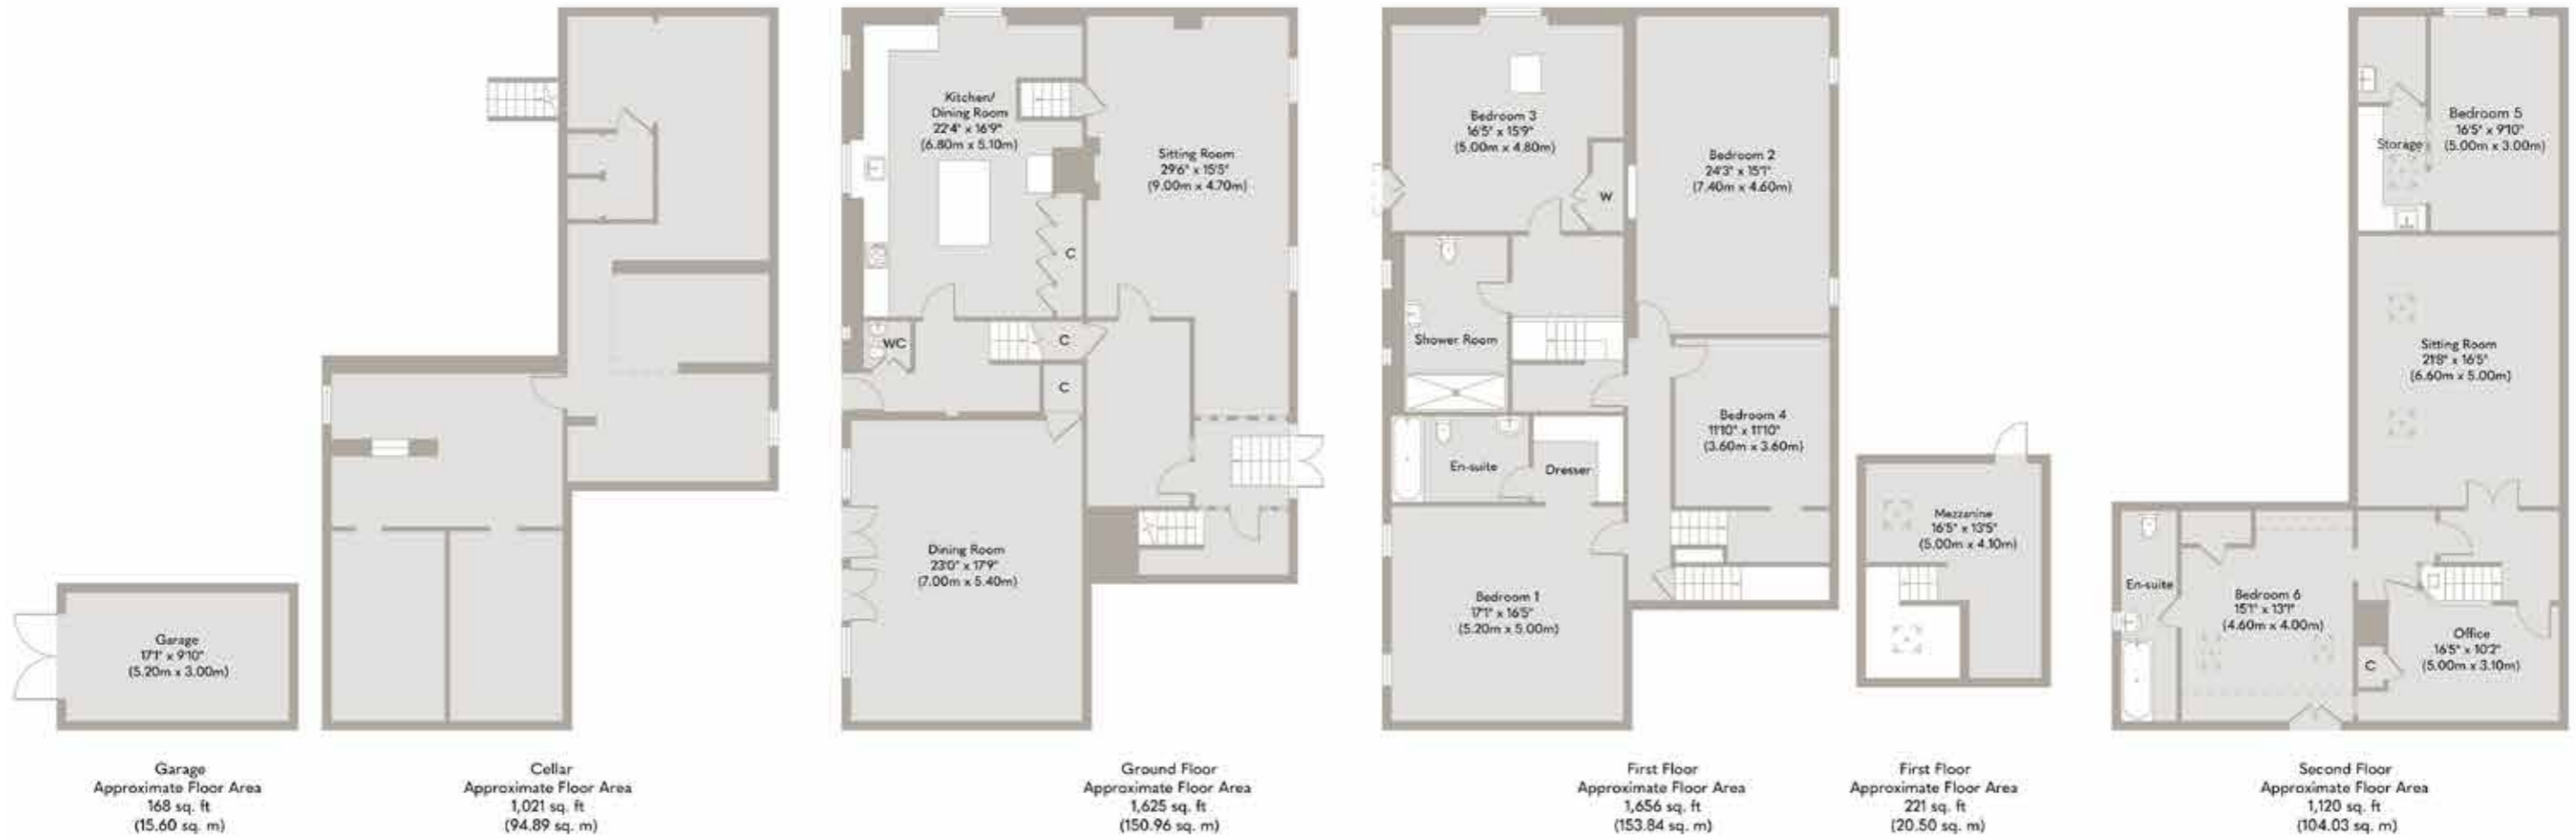 Garage
17'1" x 9'10"
(5.20m x 3.00m)
Garage
Approximate Floor Area
168 sq. ft
(15.60 sq. m)
Cellar
Approximate Floor Area
1,021 sq. ft
(94.89 sq. m)
Kitchen/
Dining Room
22'4" x 16'9"
(6.80m x 5.10m)
Sitting Room
29'6" x 15'5"
(9.00m x 4.70m)
C
WC
C
C
Dining Room
23'0" x 17'9"
(7.00m x 5.40m)
Ground Floor
Approximate Floor Area
1,625 sq. ft
(150.96 sq. m)
Bedroom 3
16'5" x 15'9"
(5.00m x 4.80m)
Bedroom 2
24'3" x 15'1"
(7.40m x 4.60m)
W
Shower Room
Bedroom 4
11'10" x 11'10"
(3.60m x 3.60m)
En-suite
Dresser
Bedroom 1
17'1" x 16'5"
(5.20m x 5.00m)
First Floor
Approximate Floor Area
1,656 sq. ft
(153.84 sq. m)
Mezzanine
16'5" x 13'5"
(5.00m x 4.10m)
First Floor
Approximate Floor Area
221 sq. ft
(20.50 sq. m)
Bedroom 5
16'5" x 9'10"
(5.00m x 3.00m)
Storage
Sitting Room
21'8" x 16'5"
(6.60m x 5.00m)
En-suite
Bedroom 6
15'1" x 13'1"
(4.60m x 4.00m)
Office
16'5" x 10'2"
(5.00m x 3.10m)
C
Second Floor
Approximate Floor Area
1,120 sq. ft
(104.03 sq. m)